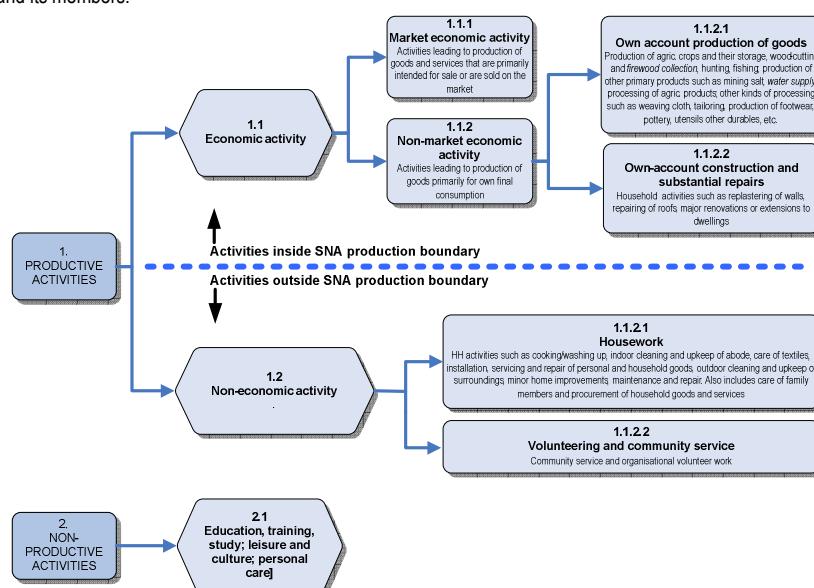 and its members.
1.1.1
Market economic activity
Activities leading to production of
goods and services that are primarily
intended for sale or are sold on the
market
1.1.2.1
Own account production of goods
Production of agric, crops and their storage, wood-cuttin
and firewood collection, hunting, fishing; production of
other primary products such as mining salt, water supply
processing of agric products; other kinds of processing
such as weaving cloth, tailoring, production of footwear,
pottery, utensils other durables, etc.
1.1
Economic activity
1.1.2
Non-market economic
activity
Activities leading to production of
goods primarily for own final
consumption
1.1.2.2
Own-account construction and
substantial repairs
Household activities such as replastering of walls,
repairing of roofs, major renovations or extensions to
dwellings
1.
PRODUCTIVE
ACTIVITIES
Activities inside SNA production boundary
Activities outside SNA production boundary
1.1.2.1
Housework
HH activities such as cooking/washing up, indoor cleaning and upkeep of abode, care of textiles,
installation, servicing and repair of personal and household goods, outdoor cleaning and upkeep o
surroundings, minor home improvements, maintenance and repair. Also includes care of family
members and procurement of household goods and services
1.2
Non-economic activity
.
1.1.2.2
Volunteering and community service
Community service and organisational volunteer work
2.
NON-
PRODUCTIVE
ACTIVITIES
2.1
Education, training,
study; leisure and
culture; personal
care]